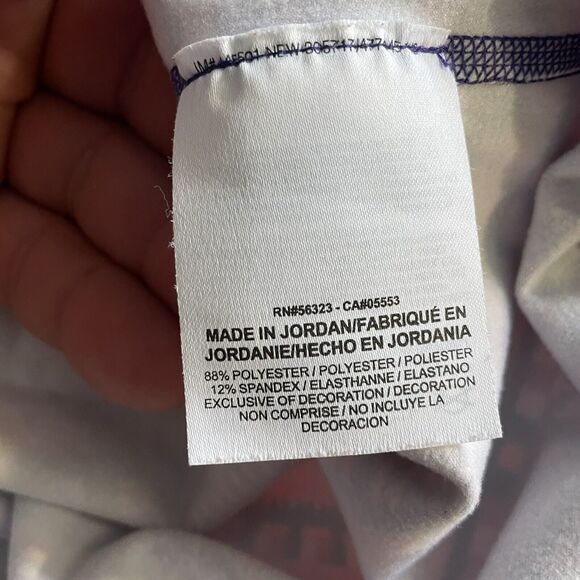 NEW
RN#56323 - CA#05553
MADE IN JORDAN/FABRIQUÉ EN
JORDANIE/HECHO EN JORDANIA
88% POLYESTER / POLYESTER / POLIESTER
12% SPANDEX / ELASTHANNE / ELASTANO
EXCLUSIVE OF DECORATION / DECORATION
NON COMPRISE / NO INCLUYE LA
DECORACION